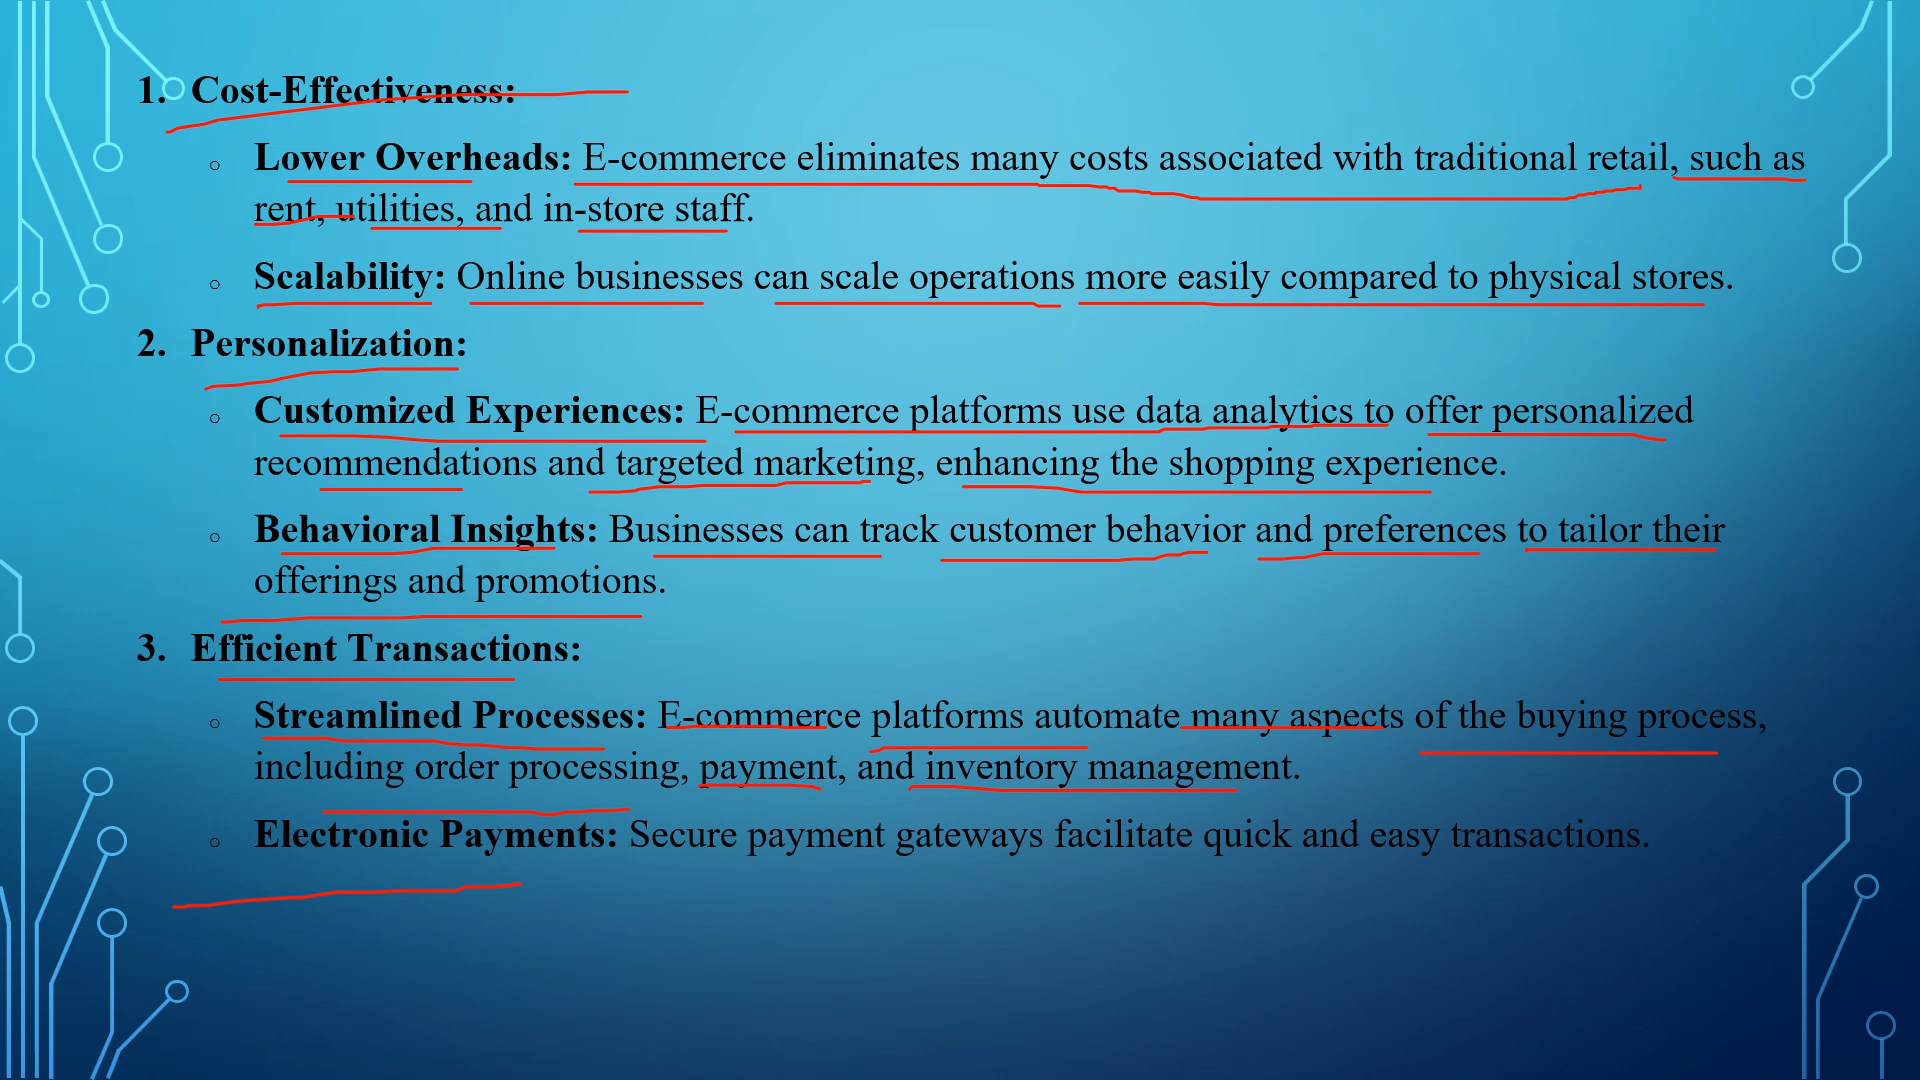 1. Cost-Effectiveness:
○ Lower Overheads: E-commerce eliminates many costs associated with traditional retail, such as
rent, utilities, and in-store staff.
○ Scalability: Online businesses can scale operations more easily compared to physical stores.
2. Personalization:
○ Customized Experiences: E-commerce platforms use data analytics to offer personalized
recommendations and targeted marketing, enhancing the shopping experience.
○ Behavioral Insights: Businesses can track customer behavior and preferences to tailor their
offerings and promotions.
3. Efficient Transactions:
○ Streamlined Processes: E-commerce platforms automate many aspects of the buying process,
including order processing, payment, and inventory management.
○ Electronic Payments: Secure payment gateways facilitate quick and easy transactions.